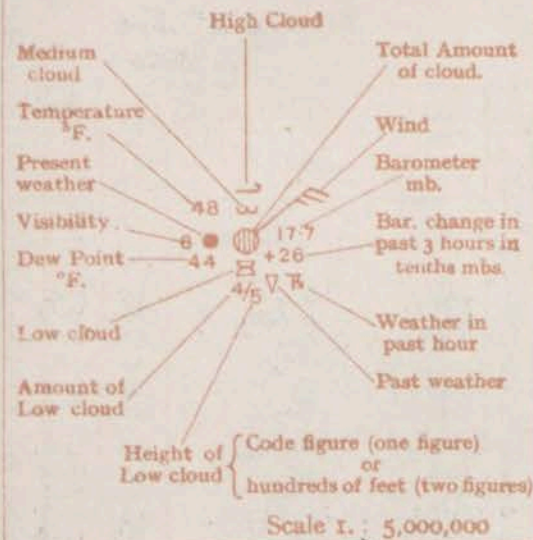 High Cloud
Medium
cloud
Total Amount
of cloud.
Temperature
°F.
Wind
Present
weather
Barometer
mb.
48
Visibility
6
17·7
Bar. change in
past 3 hours in
tenths mbs.
+26
Dew Point
°F.
44
4/5
Low cloud
Weather in
past hour
Amount of
Low cloud
Past weather
Height of
Low cloud
Code figure (one figure)
or
hundreds of feet (two figures)
Scale 1. : 5,000,000